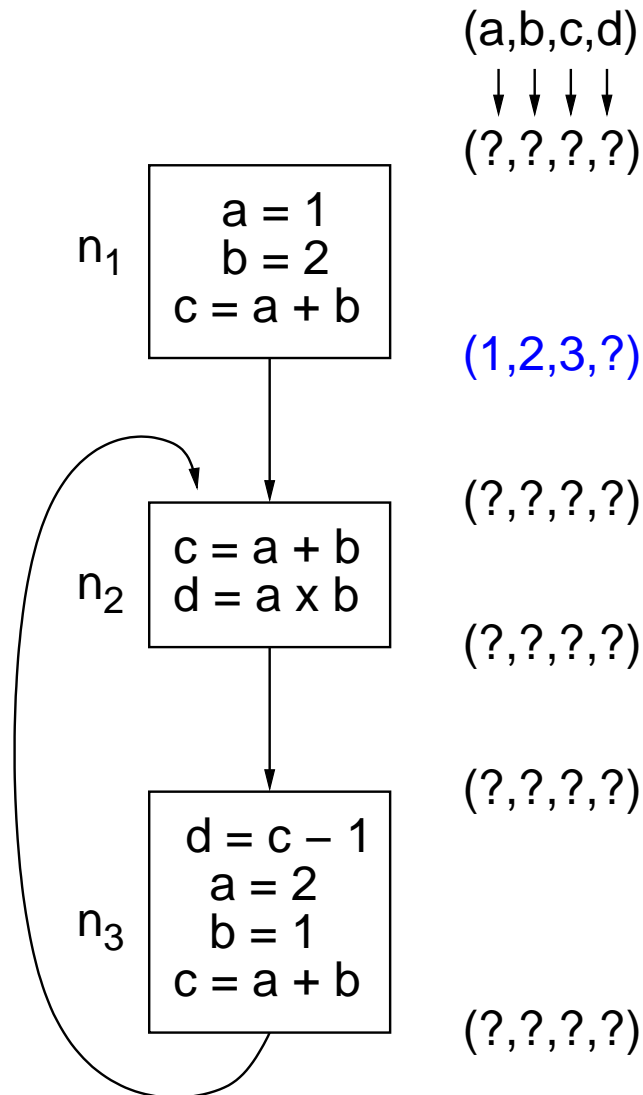 (a,b,c,d)
(?,?,?,?)
n₁
a = 1
b = 2
c = a + b
(1,2,3,?)
(?,?,?,?)
n₂
c = a + b
d = a x b
(?,?,?,?)
(?,?,?,?)
n₃
d = c – 1
a = 2
b = 1
c = a + b
(?,?,?,?)